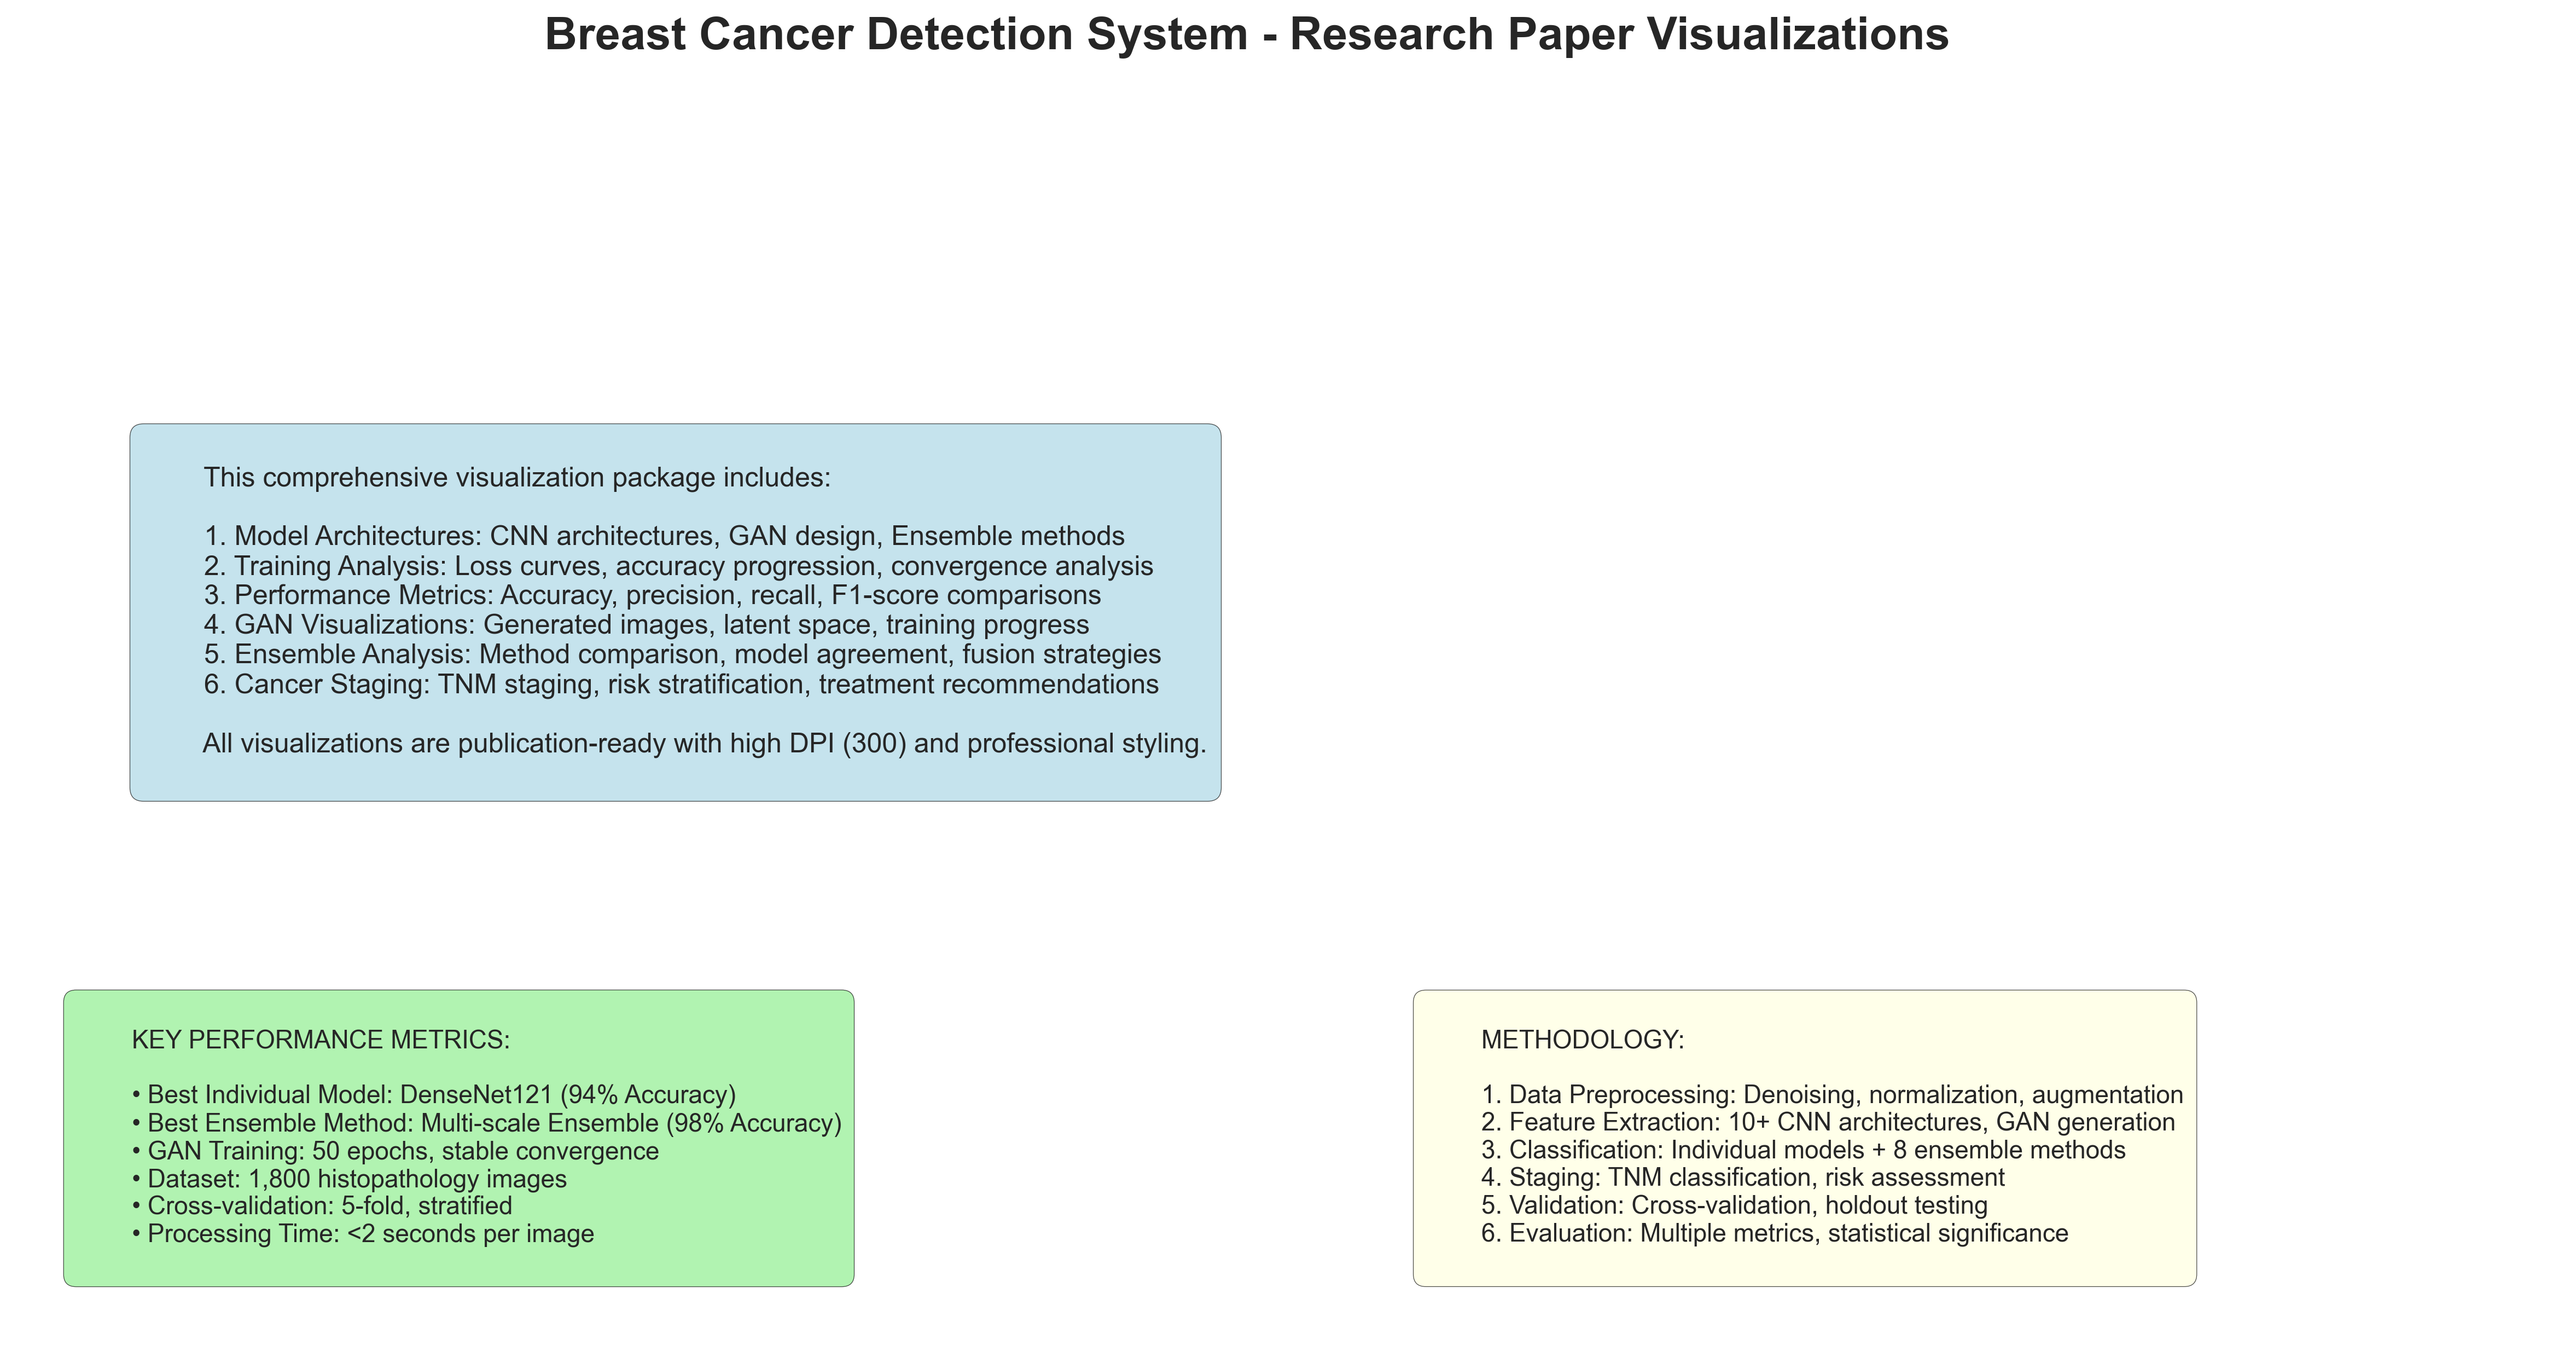 Breast Cancer Detection System - Research Paper Visualizations
This comprehensive visualization package includes:
1. Model Architectures: CNN architectures, GAN design, Ensemble methods
2. Training Analysis: Loss curves, accuracy progression, convergence analysis
3. Performance Metrics: Accuracy, precision, recall, F1-score comparisons
4. GAN Visualizations: Generated images, latent space, training progress
5. Ensemble Analysis: Method comparison, model agreement, fusion strategies
6. Cancer Staging: TNM staging, risk stratification, treatment recommendations
All visualizations are publication-ready with high DPI (300) and professional styling.
KEY PERFORMANCE METRICS:
• Best Individual Model: DenseNet121 (94% Accuracy)
• Best Ensemble Method: Multi-scale Ensemble (98% Accuracy)
• GAN Training: 50 epochs, stable convergence
• Dataset: 1,800 histopathology images
• Cross-validation: 5-fold, stratified
• Processing Time: <2 seconds per image
METHODOLOGY:
1. Data Preprocessing: Denoising, normalization, augmentation
2. Feature Extraction: 10+ CNN architectures, GAN generation
3. Classification: Individual models + 8 ensemble methods
4. Staging: TNM classification, risk assessment
5. Validation: Cross-validation, holdout testing
6. Evaluation: Multiple metrics, statistical significance